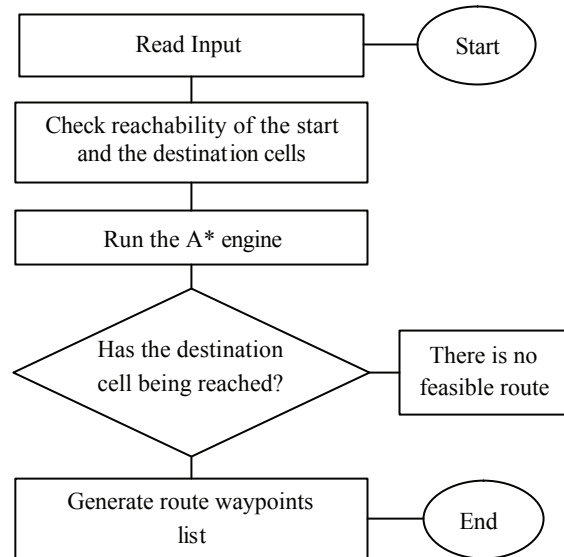 Read Input
Start
Check reachability of the start
and the destination cells
Run the A* engine
Has the destination
cell being reached?
There is no
feasible route
Generate route waypoints
list
End